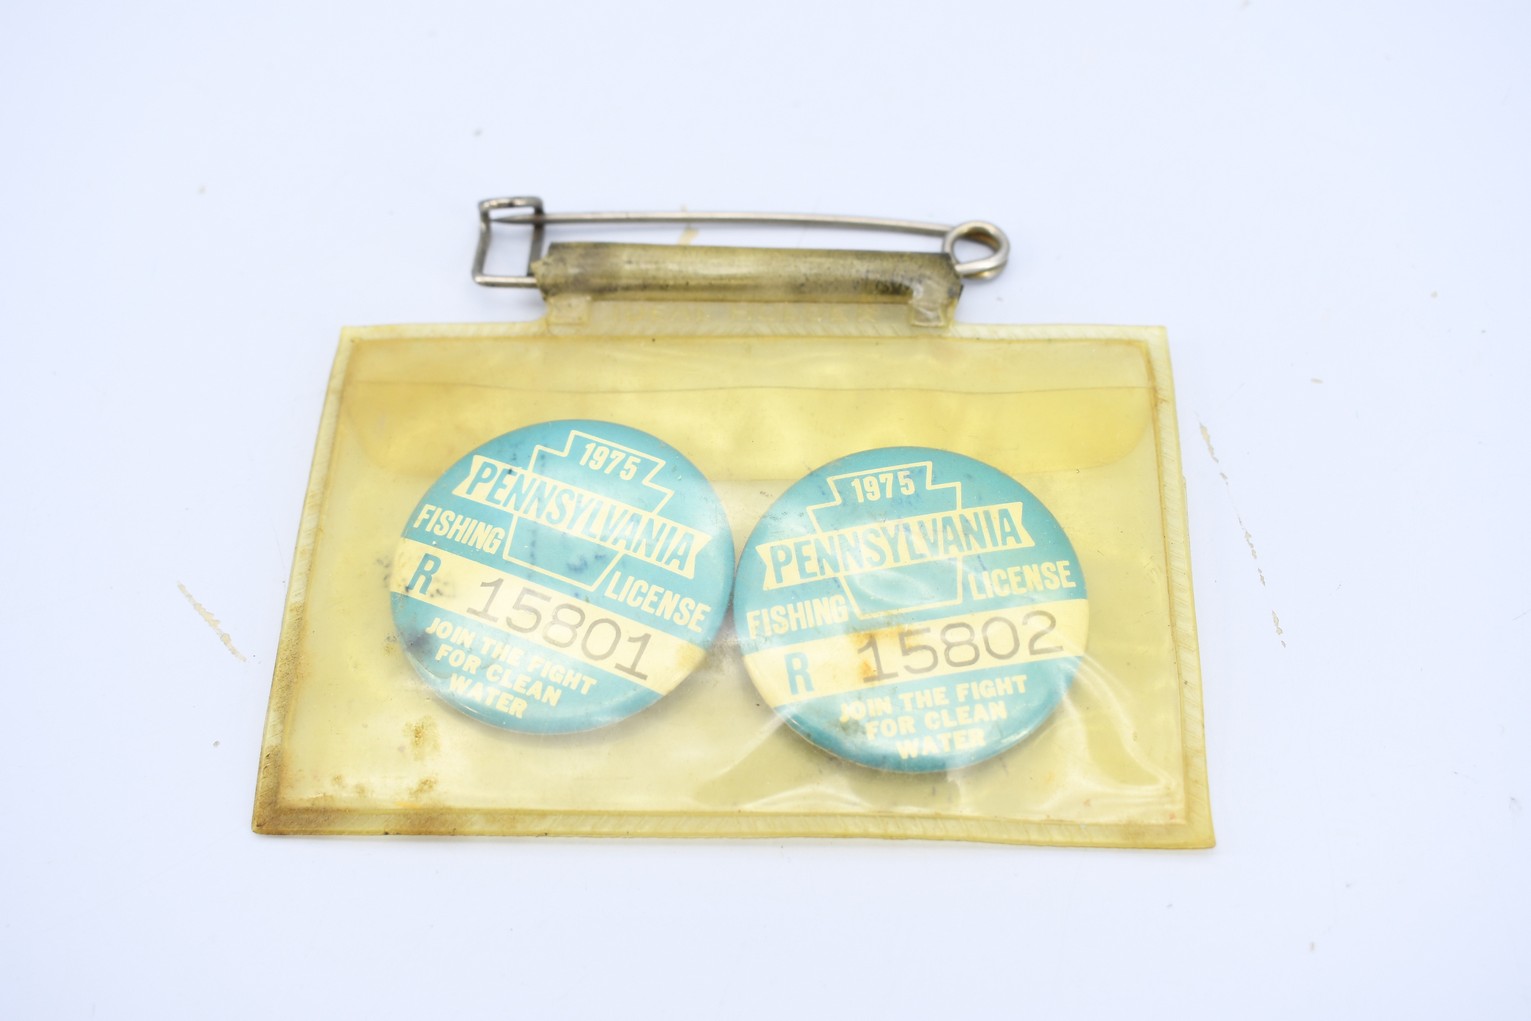 1975
PENNSYLVANIA
FISHING LICENSE
R 15801
JOIN THE FIGHT
FOR CLEAN
WATER
1975
PENNSYLVANIA
FISHING LICENSE
R 15802
JOIN THE FIGHT
FOR CLEAN
WATER